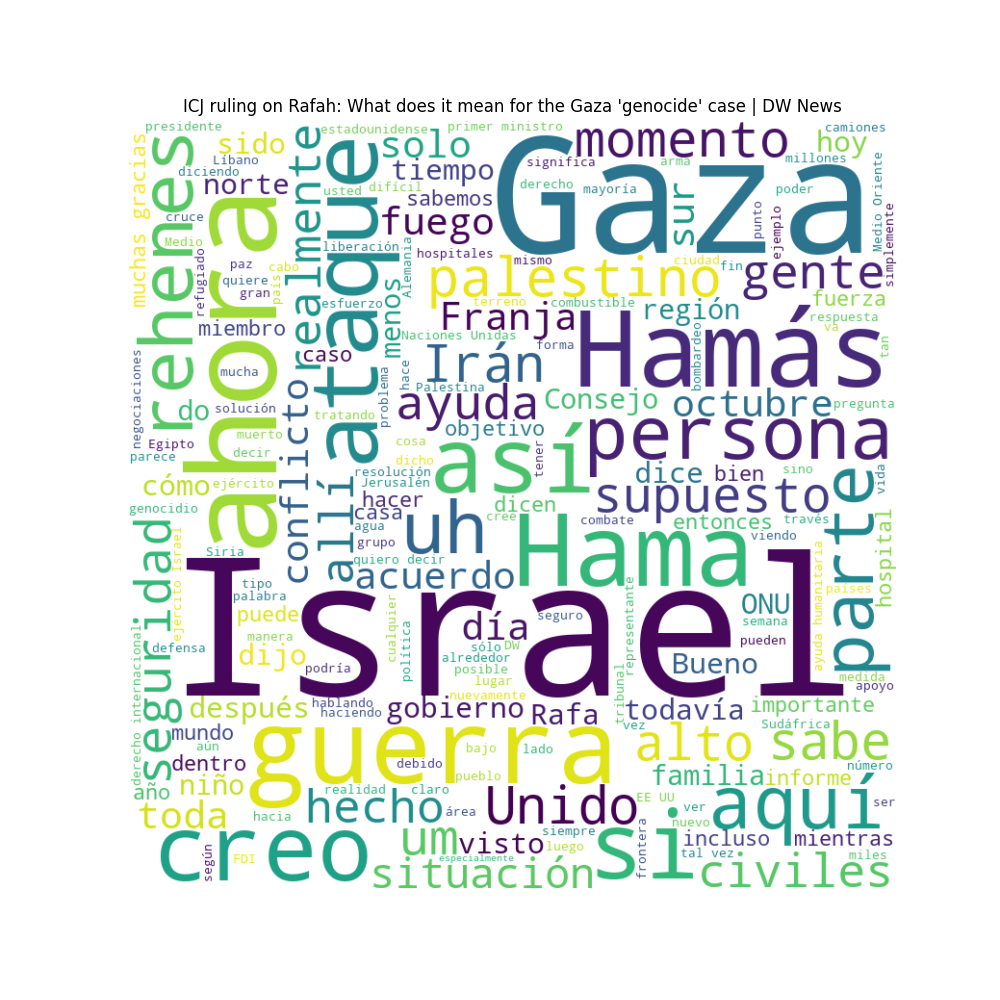 ICJ ruling on Rafah: What does it mean for the Gaza 'genocide' case | DW News
presidente
estadounidense
primer ministro
camiones
sido
solo
momento
hoy
Líbano
diciendo
tiempo
significa
arma
millones
muchas gracias
rehenes
norte
ahora
realmente
ataque
usted
difícil
sabemos
derecho
mayoría
poder
Gaza
sur
Medio Oriente
cruce
fuego
punto
ejemplo
simplemente
Medio
liberación
Alemania
hospitales
mismo
ciudad
fin
paz
cabo
quiere
país
palestino
gente
gran
refugiado
esfuerzo
menos
terreno
combustible
región
fuerza
respuesta
miembro
Franja
Naciones Unidas
forma
Hamás
va
tan
caso
Irán
bombardeo
negociaciones
mucha
problema
hace
Palestina
ayuda
Consejo
octubre
pregunta
do
solución
tratando
objetivo
persona
Egipto
muerto
conflicto
cosa
así
tener
parece
decir
allí
dicho
dice
bien
sino
vida
cómo
ejército
resolución
Jerusalén
hacer
dicen
supuesto
parte
genocidio
casa
cree
agua
uh
combate
entonces
través
grupo
viendo
hospital
Siria
quiero decir
Hama
seguridad
ejército Israel
tipo
acuerdo
palabra
representante
ONU
semana
ayuda humanitaria
países
puede
cualquier
día
seguro
manera
política
sólo
DW
pueden
defensa
dijo
alrededor
Bueno
podría
posible
lugar
tribunal
medida
Israel
apoyo
derecho internacional
después
hablando
haciendo
gobierno
nuevamente
Rafa
todavía
importante
vez
Sudáfrica
mundo
aún
guerra
bajo
lado
alto
sabe
dentro
debido
pueblo
familia
informe
número
año
niño
realidad
claro
EE UU
ver
aquí
ser
toda
hacia
hecho
área
Unido
nuevo
creo
um
visto
siempre
luego
si
incluso
mientras
según
FDI
especialmente
situación
frontera
tal vez
civiles
miles